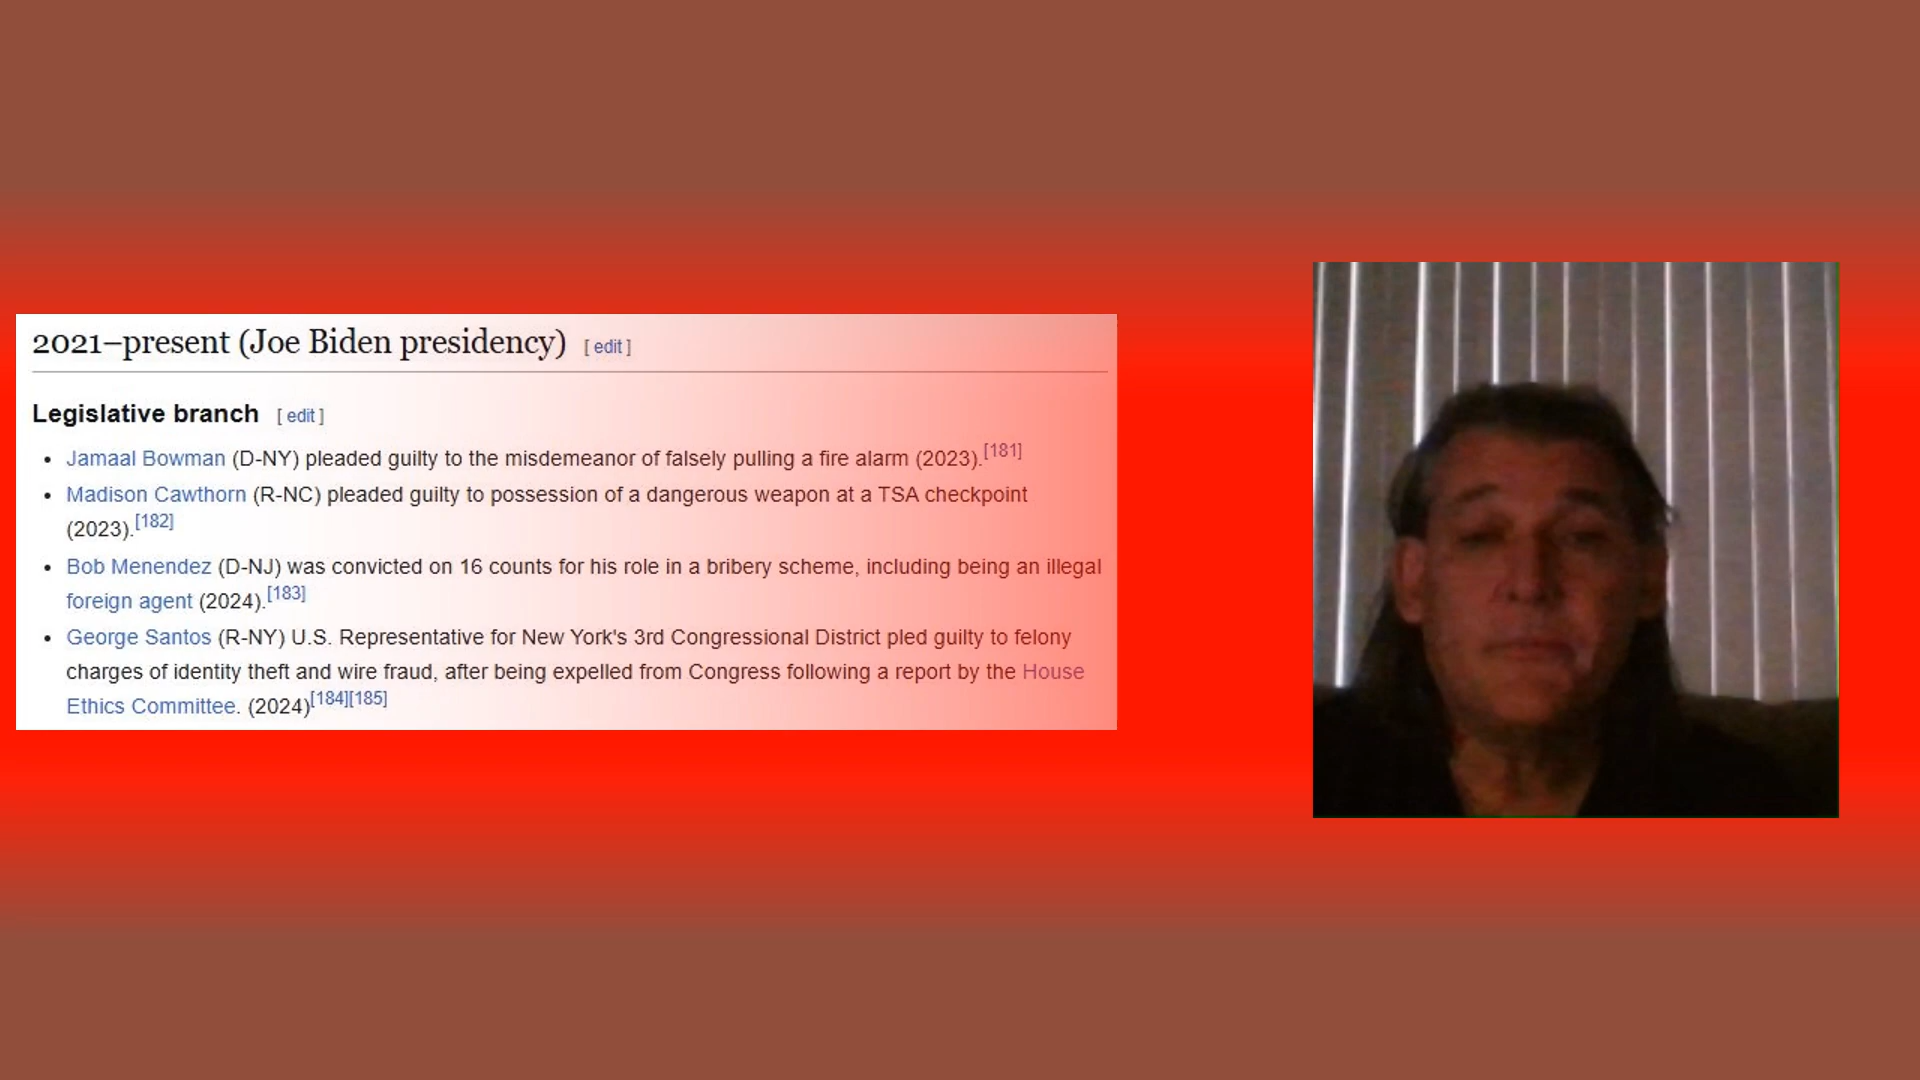 2021–present (Joe Biden presidency) [ edit ]
Legislative branch [ edit ]
• Jamaal Bowman (D-NY) pleaded guilty to the misdemeanor of falsely pulling a fire alarm (2023).[181]
• Madison Cawthorn (R-NC) pleaded guilty to possession of a dangerous weapon at a TSA checkpoint
(2023).[182]
• Bob Menendez (D-NJ) was convicted on 16 counts for his role in a bribery scheme, including being an illegal
foreign agent (2024).[183]
• George Santos (R-NY) U.S. Representative for New York's 3rd Congressional District pled guilty to felony
charges of identity theft and wire fraud, after being expelled from Congress following a report by the House
Ethics Committee. (2024)[184][185]